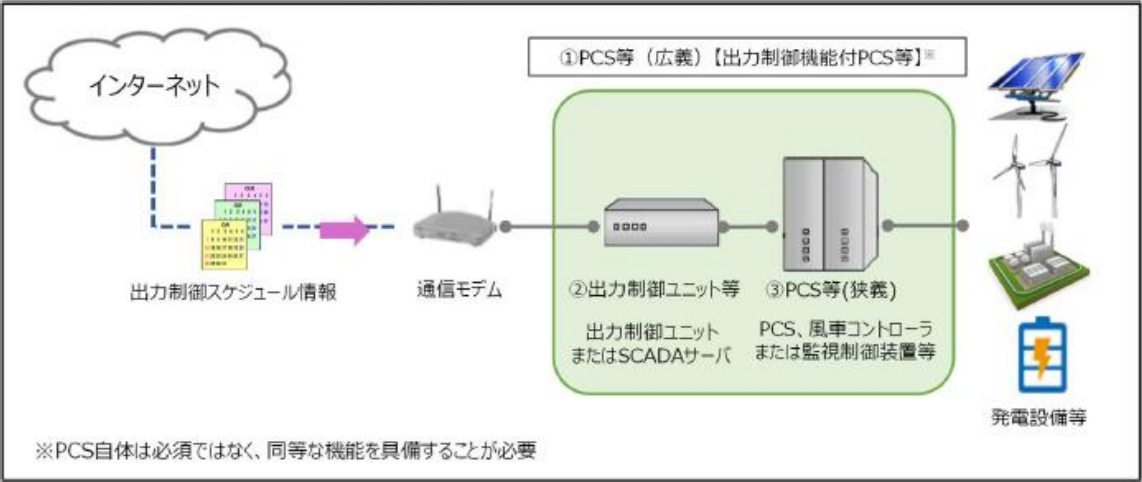 ①PCS等（広義）【出力制御機能付PCS等】※
インターネット
出力制御スケジュール情報
通信モデム
②出力制御ユニット等
③PCS等(狭義)
出力制御ユニット
またはSCADAサーバ
PCS、風車コントローラ
または監視制御装置等
発電設備等
※PCS自体は必須ではなく、同等な機能を具備することが必要